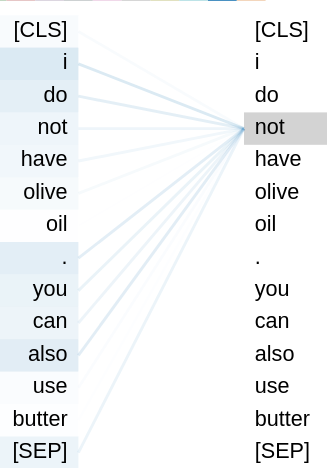 [CLS] [CLS]
i i
do do
not not
have have
olive olive
oil oil
. .
you you
can can
also also
use use
butter butter
[SEP] [SEP]